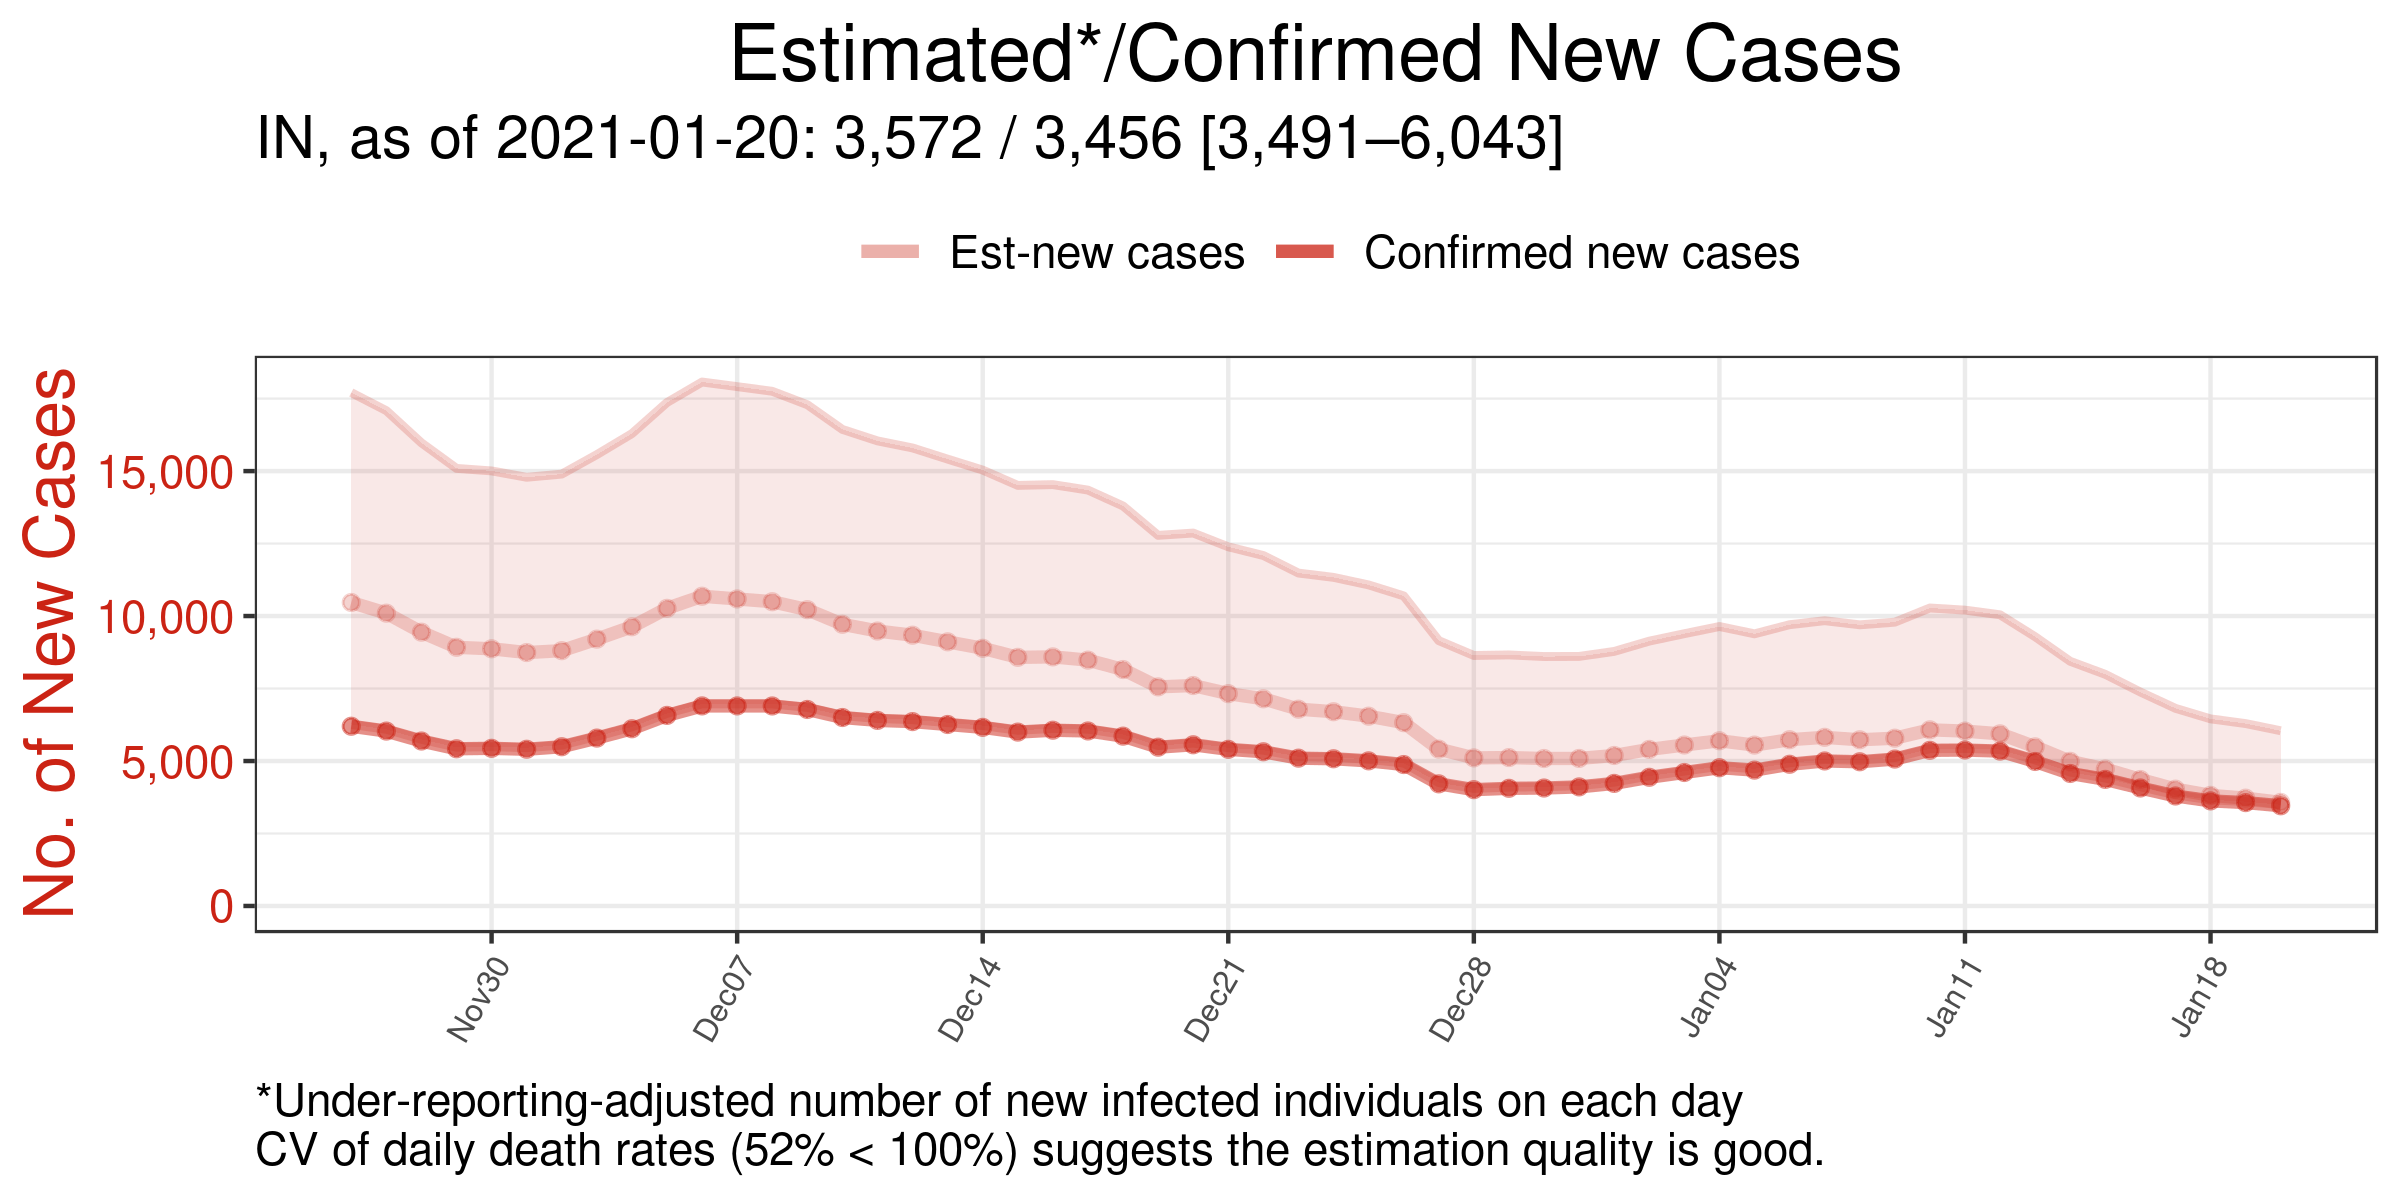 Estimated*/Confirmed New Cases
IN, as of 2021-01-20: 3,572 / 3,456 [3,491–6,043]
Est-new cases
Confirmed new cases
No. of New Cases
15,000
10,000
5,000
0
Nov30
Dec07
Dec14
Dec21
Dec28
Jan04
Jan11
Jan18
*Under-reporting-adjusted number of new infected individuals on each day
CV of daily death rates (52% < 100%) suggests the estimation quality is good.